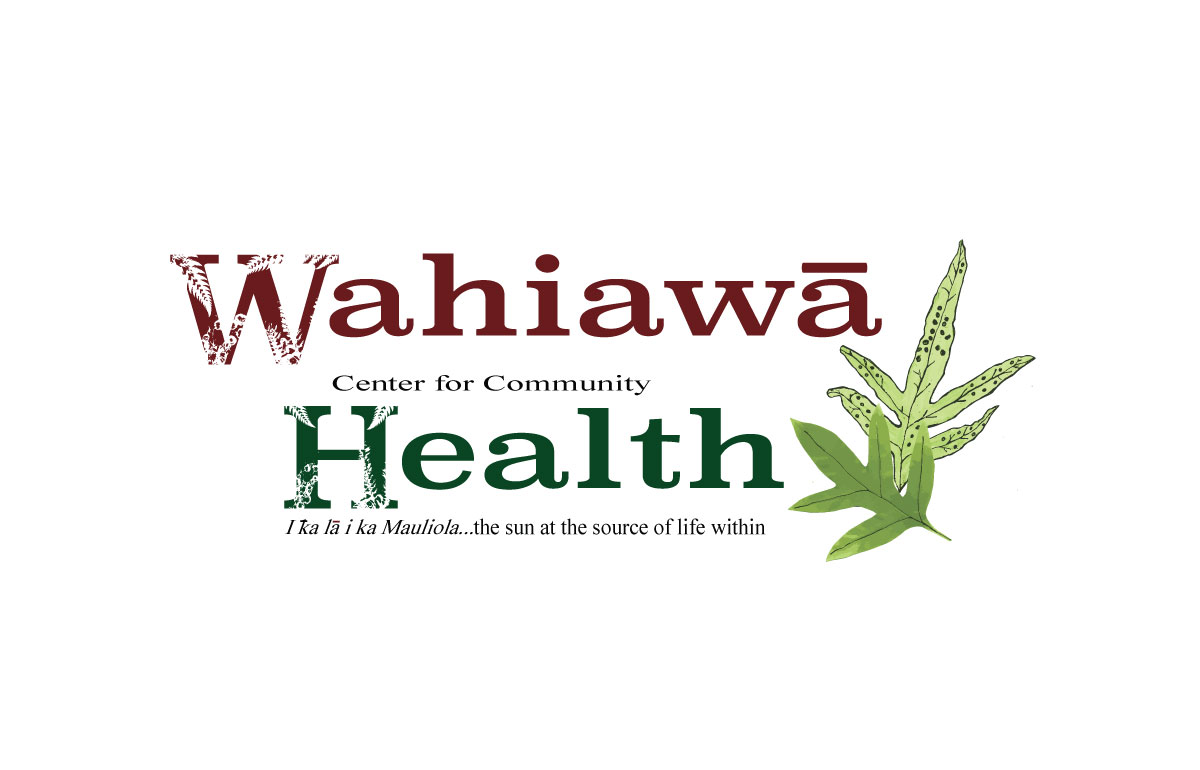 Wahiawā
Center for Community
Health
I ka lā i ka Mauliola...the sun at the source of life within